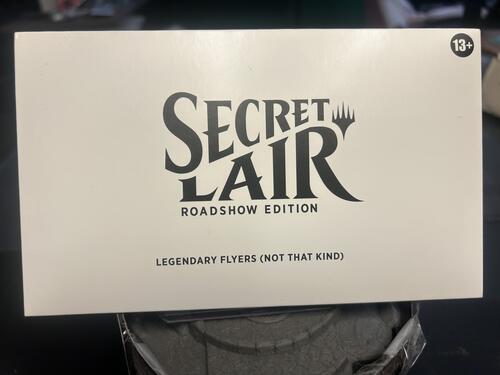 13+
SECRET
LAIR
ROADSHOW EDITION
LEGENDARY FLYERS (NOT THAT KIND)